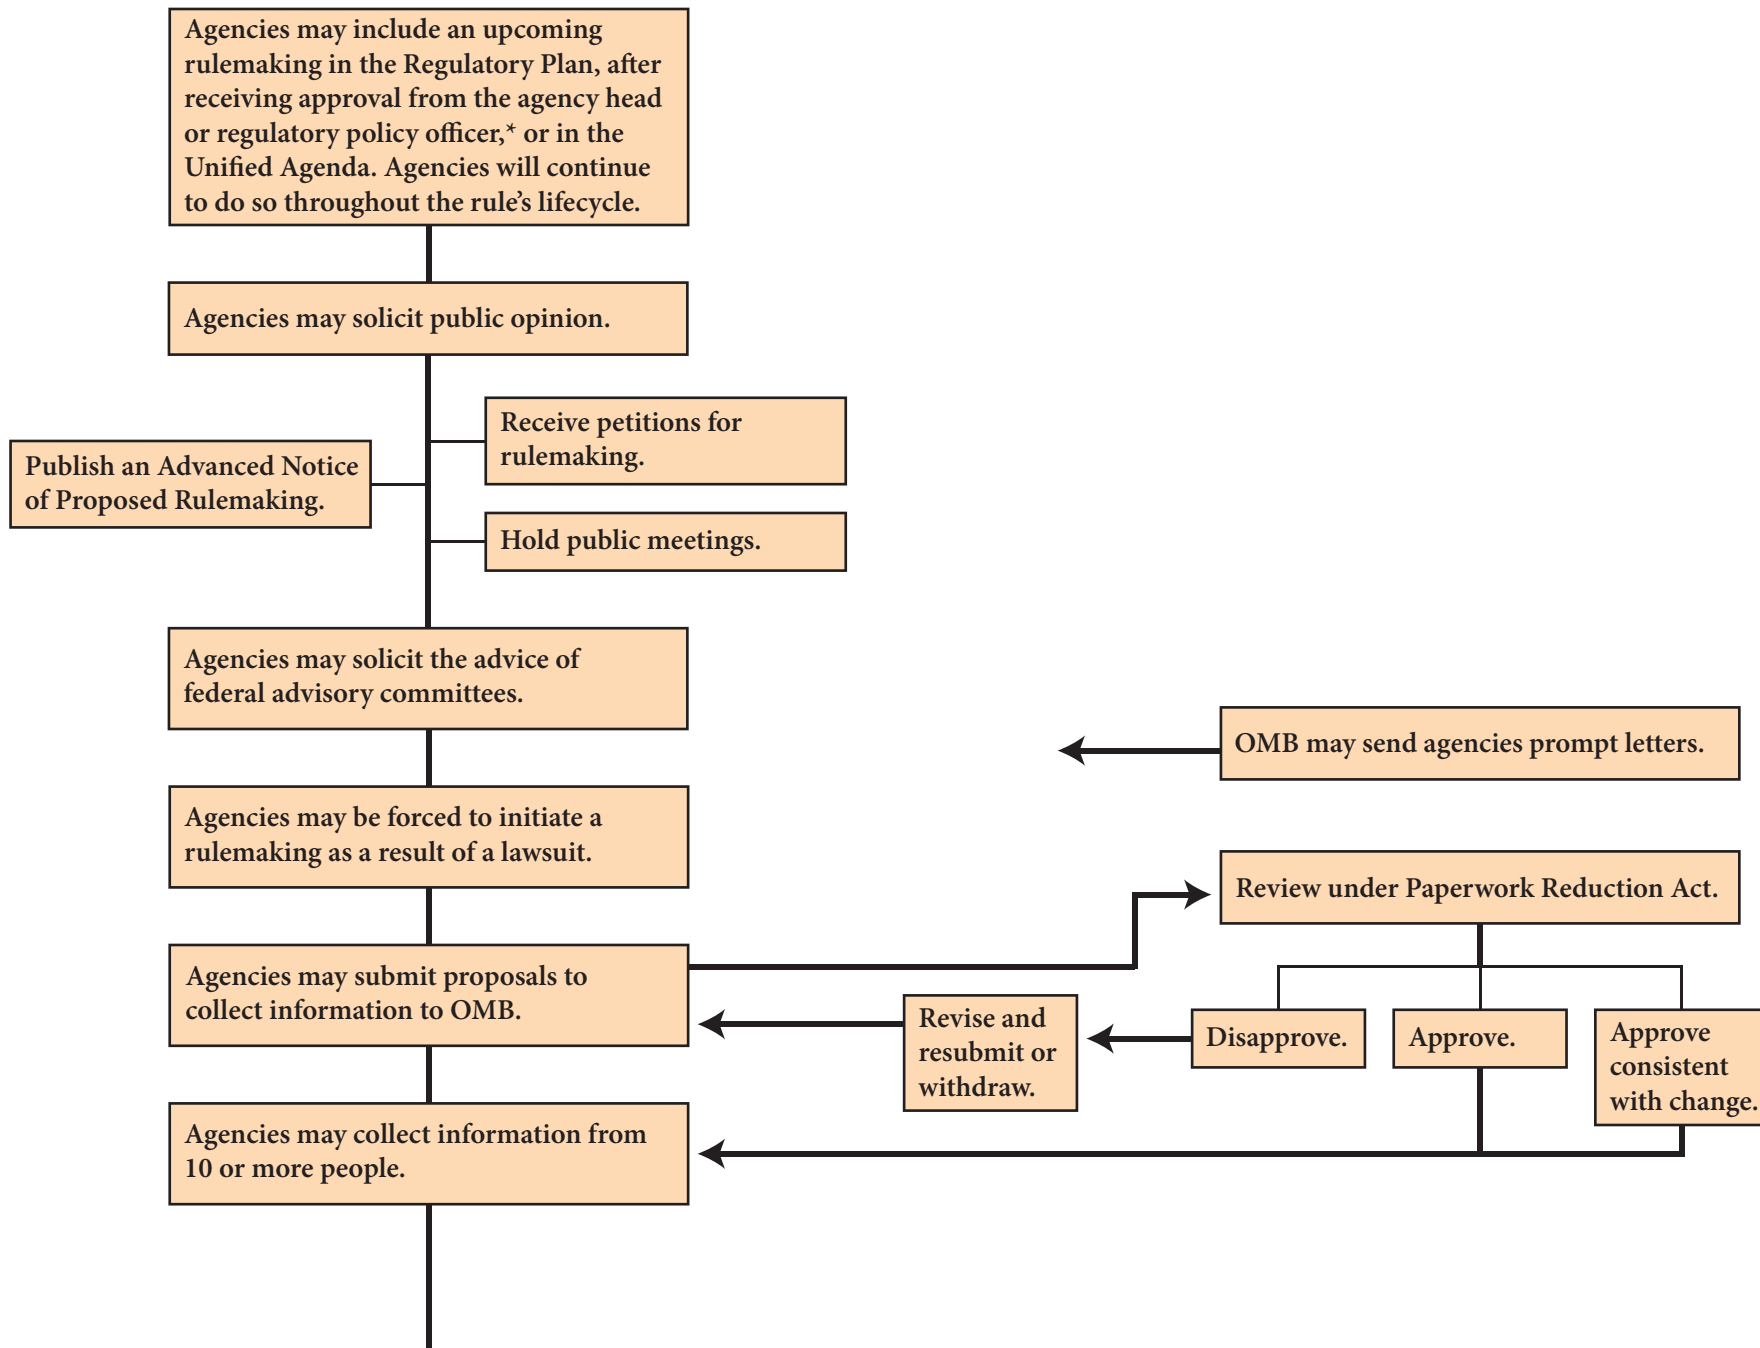 Agencies may include an upcoming
rulemaking in the Regulatory Plan, after
receiving approval from the agency head
or regulatory policy officer,* or in the
Unified Agenda. Agencies will continue
to do so throughout the rule’s lifecycle.
Agencies may solicit public opinion.
Receive petitions for
rulemaking.
Publish an Advanced Notice
of Proposed Rulemaking.
Hold public meetings.
Agencies may solicit the advice of
federal advisory committees.
OMB may send agencies prompt letters.
Agencies may be forced to initiate a
rulemaking as a result of a lawsuit.
Review under Paperwork Reduction Act.
Agencies may submit proposals to
collect information to OMB.
Revise and
resubmit or
withdraw.
Disapprove.
Approve.
Approve
consistent
with change.
Agencies may collect information from
10 or more people.